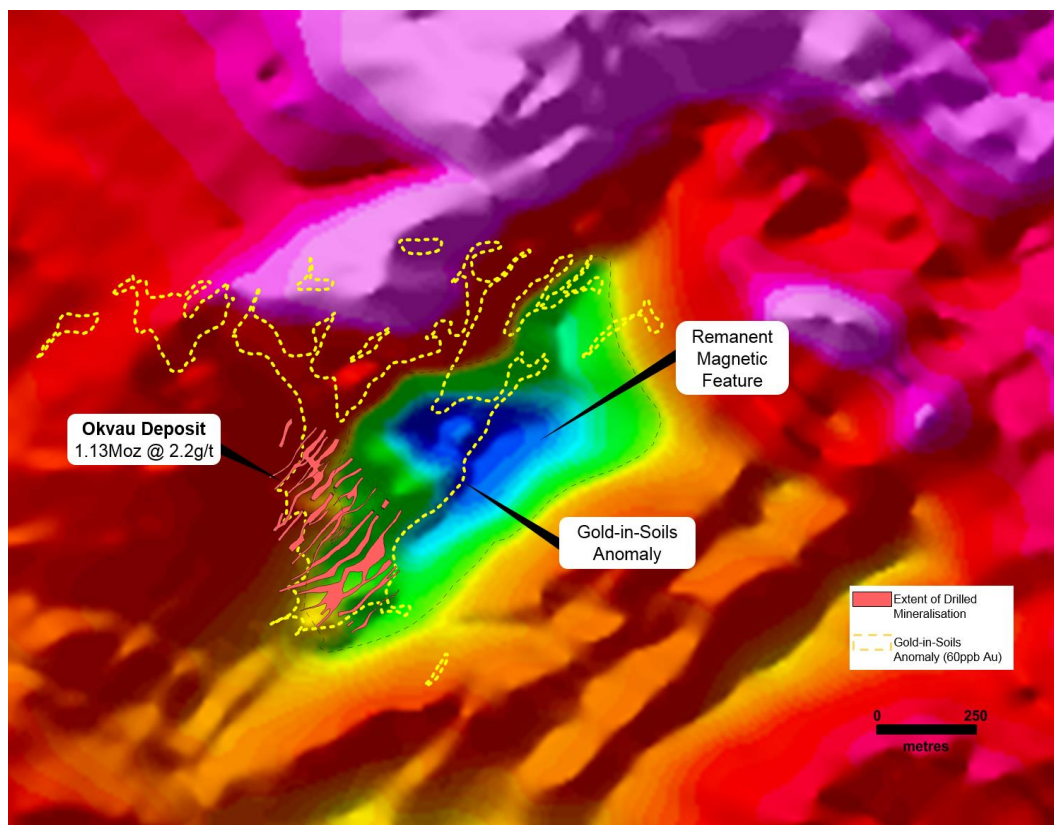 Remanent
Magnetic
Feature
Okvau Deposit
1.13Moz @ 2.2g/t
Gold-in-Soils
Anomaly
Extent of Drilled
Mineralisation
Gold-in-Soils
Anomaly (60ppb Au)
0 250
metres